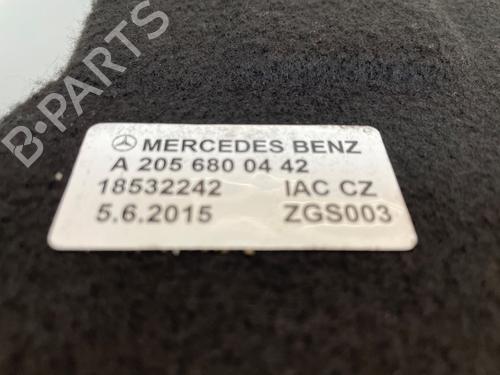 B-PARTS
MERCEDES BENZ
A 205 680 04 42
18532242 IAC CZ
5.6.2015 ZGS003